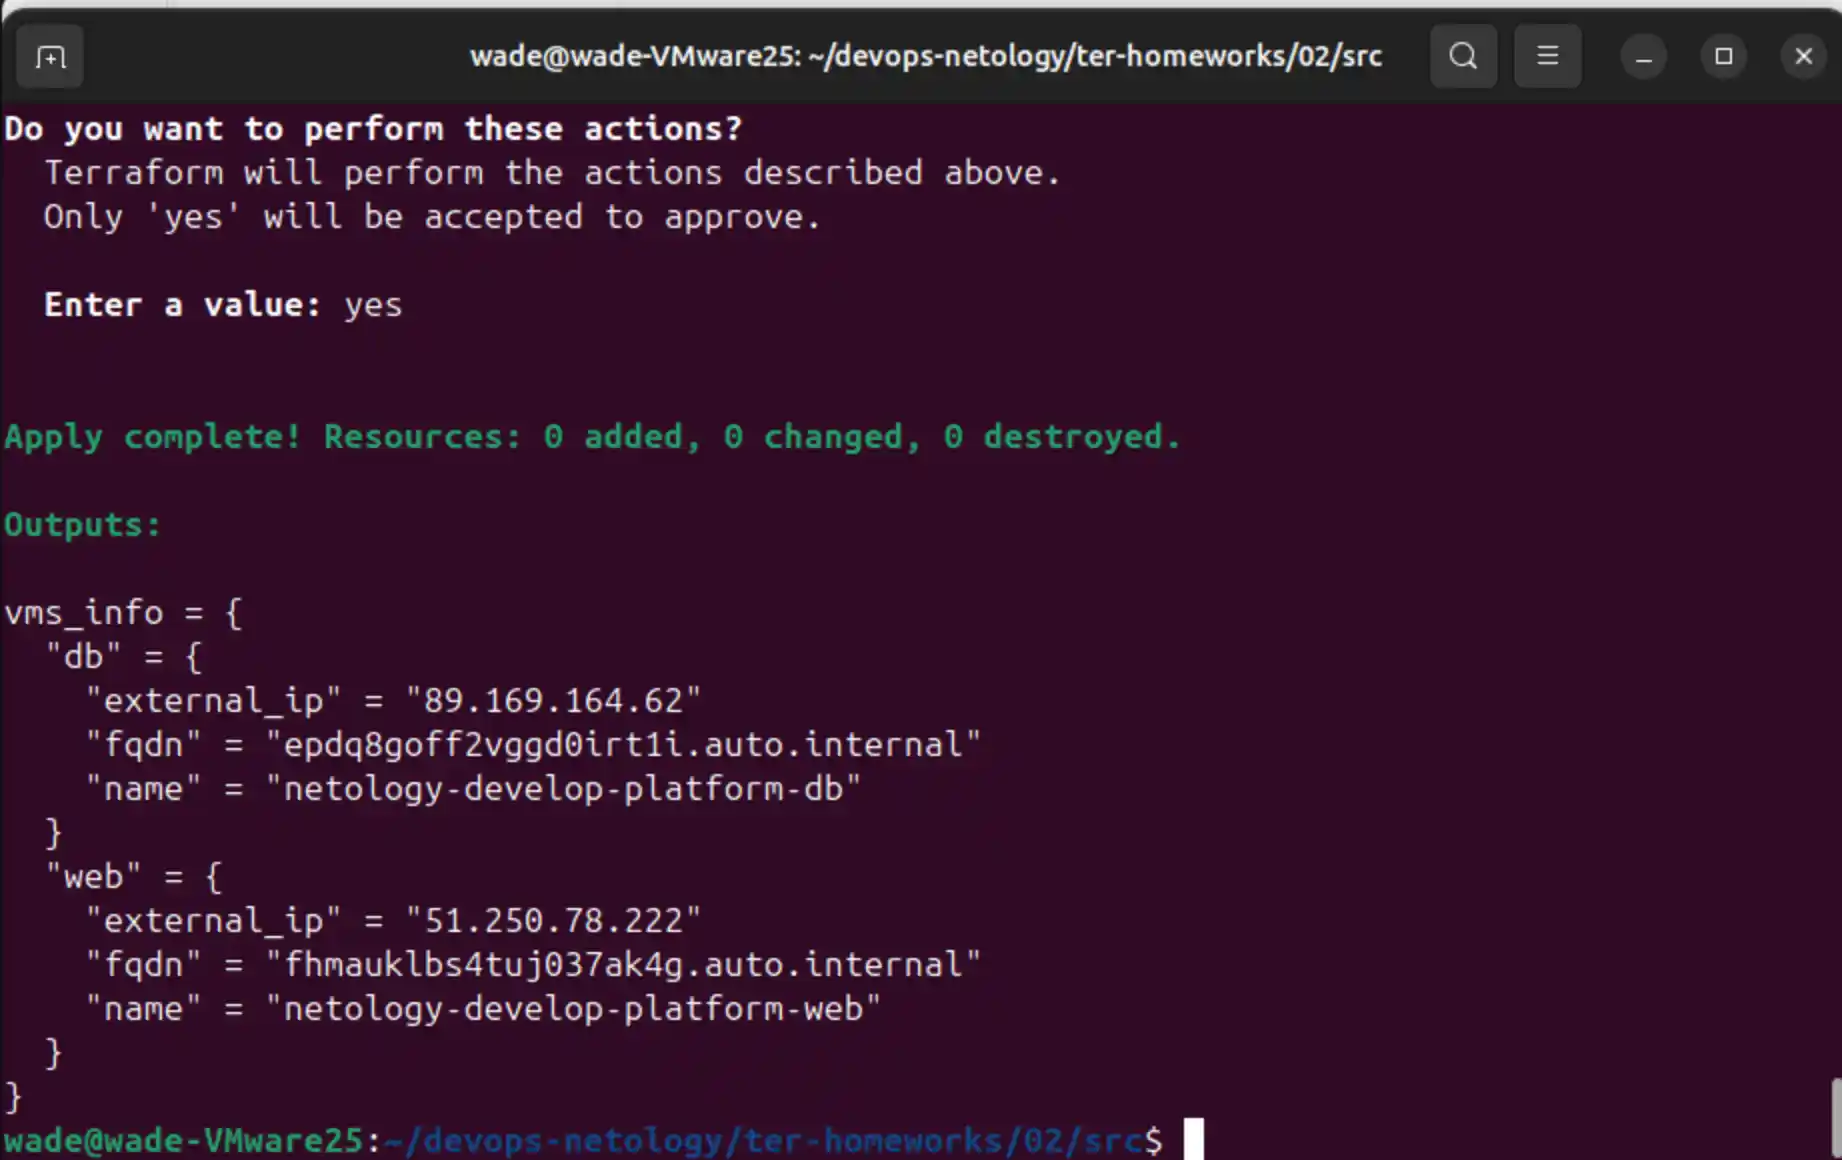 wade@wade-VMware25: ~/devops-netology/ter-homeworks/02/src
Do you want to perform these actions?
  Terraform will perform the actions described above.
  Only 'yes' will be accepted to approve.

  Enter a value: yes

Apply complete! Resources: 0 added, 0 changed, 0 destroyed.

Outputs:

vms_info = {
  "db" = {
    "external_ip" = "89.169.164.62"
    "fqdn" = "epdq8goff2vggd0irt1i.auto.internal"
    "name" = "netology-develop-platform-db"
  }
  "web" = {
    "external_ip" = "51.250.78.222"
    "fqdn" = "fhmauklbs4tuj037ak4g.auto.internal"
    "name" = "netology-develop-platform-web"
  }
}
wade@wade-VMware25:~/devops-netology/ter-homeworks/02/src$